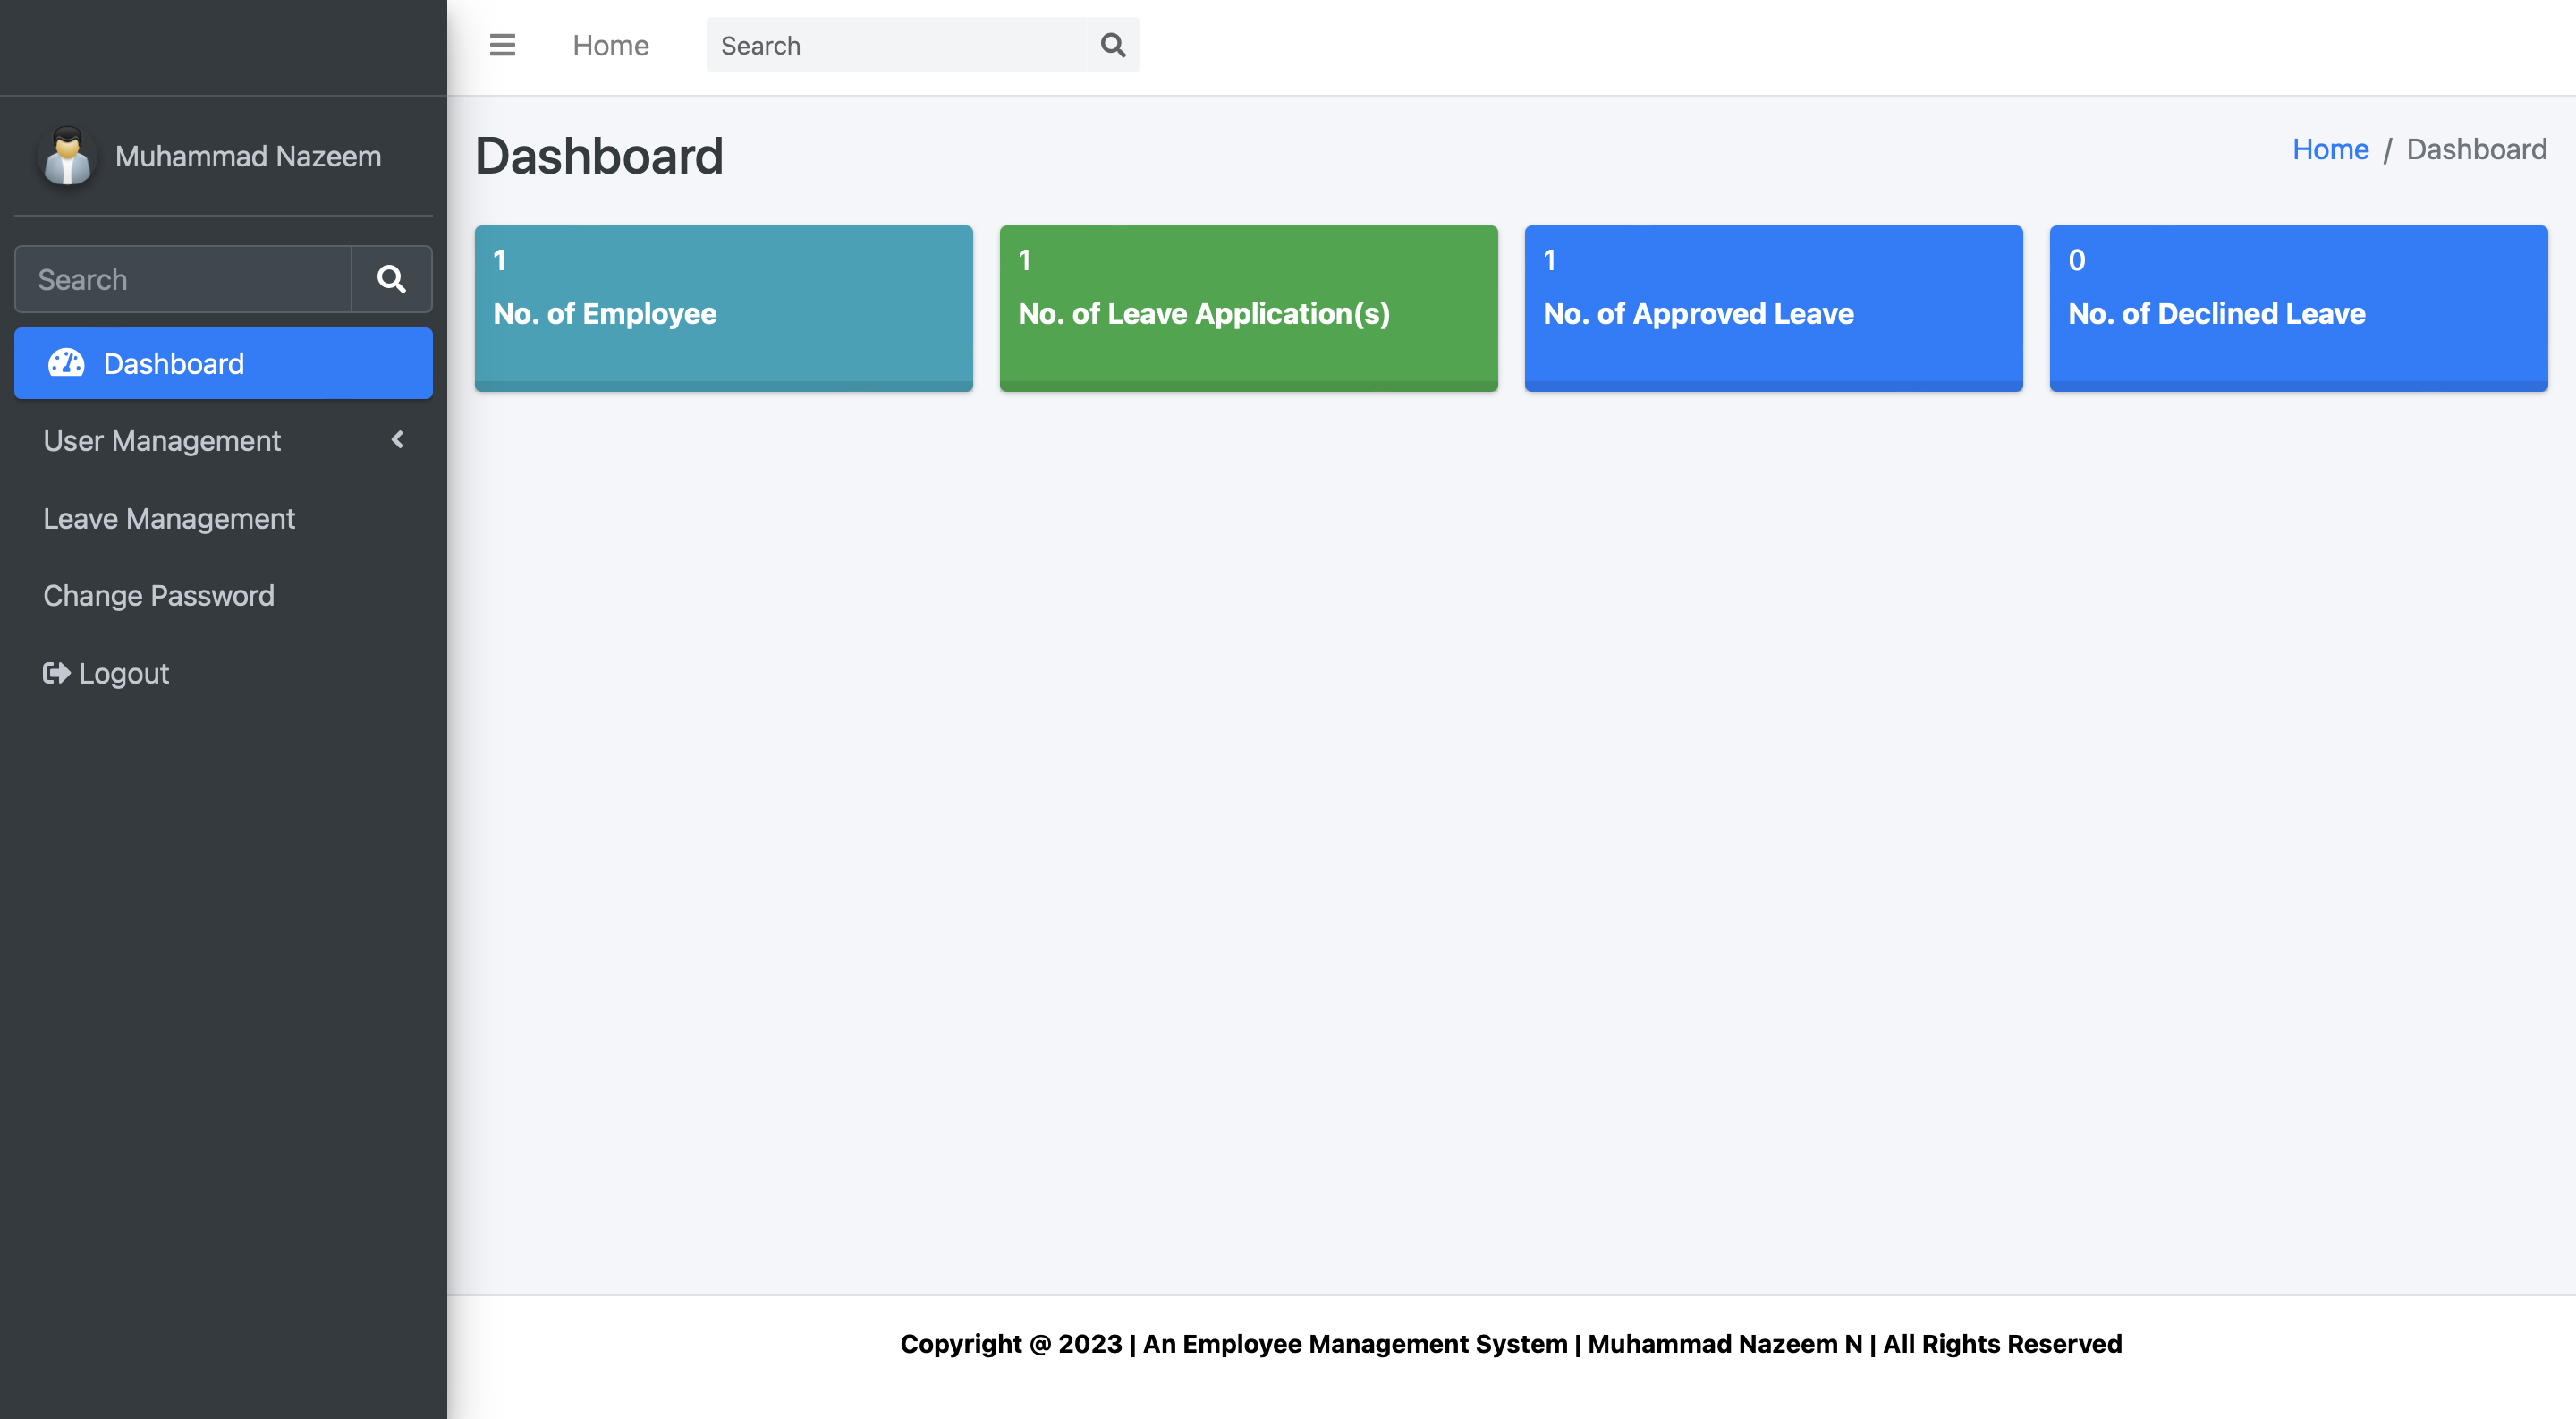 Home
Search
Muhammad Nazeem
Search
Dashboard
User Management
Leave Management
Change Password
Logout
Dashboard
Home / Dashboard
1
No. of Employee
1
No. of Leave Application(s)
1
No. of Approved Leave
0
No. of Declined Leave
Copyright @ 2023 | An Employee Management System | Muhammad Nazeem N | All Rights Reserved